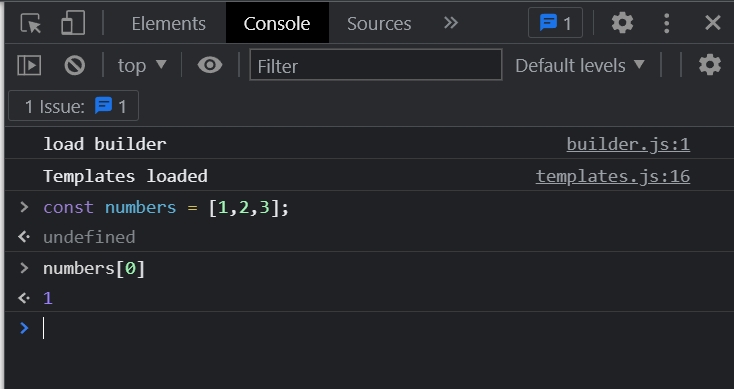 Elements Console Sources 1
top Filter Default levels
1 Issue: 1
load builder builder.js:1
Templates loaded templates.js:16
const numbers = [1,2,3];
undefined
numbers[0]
1